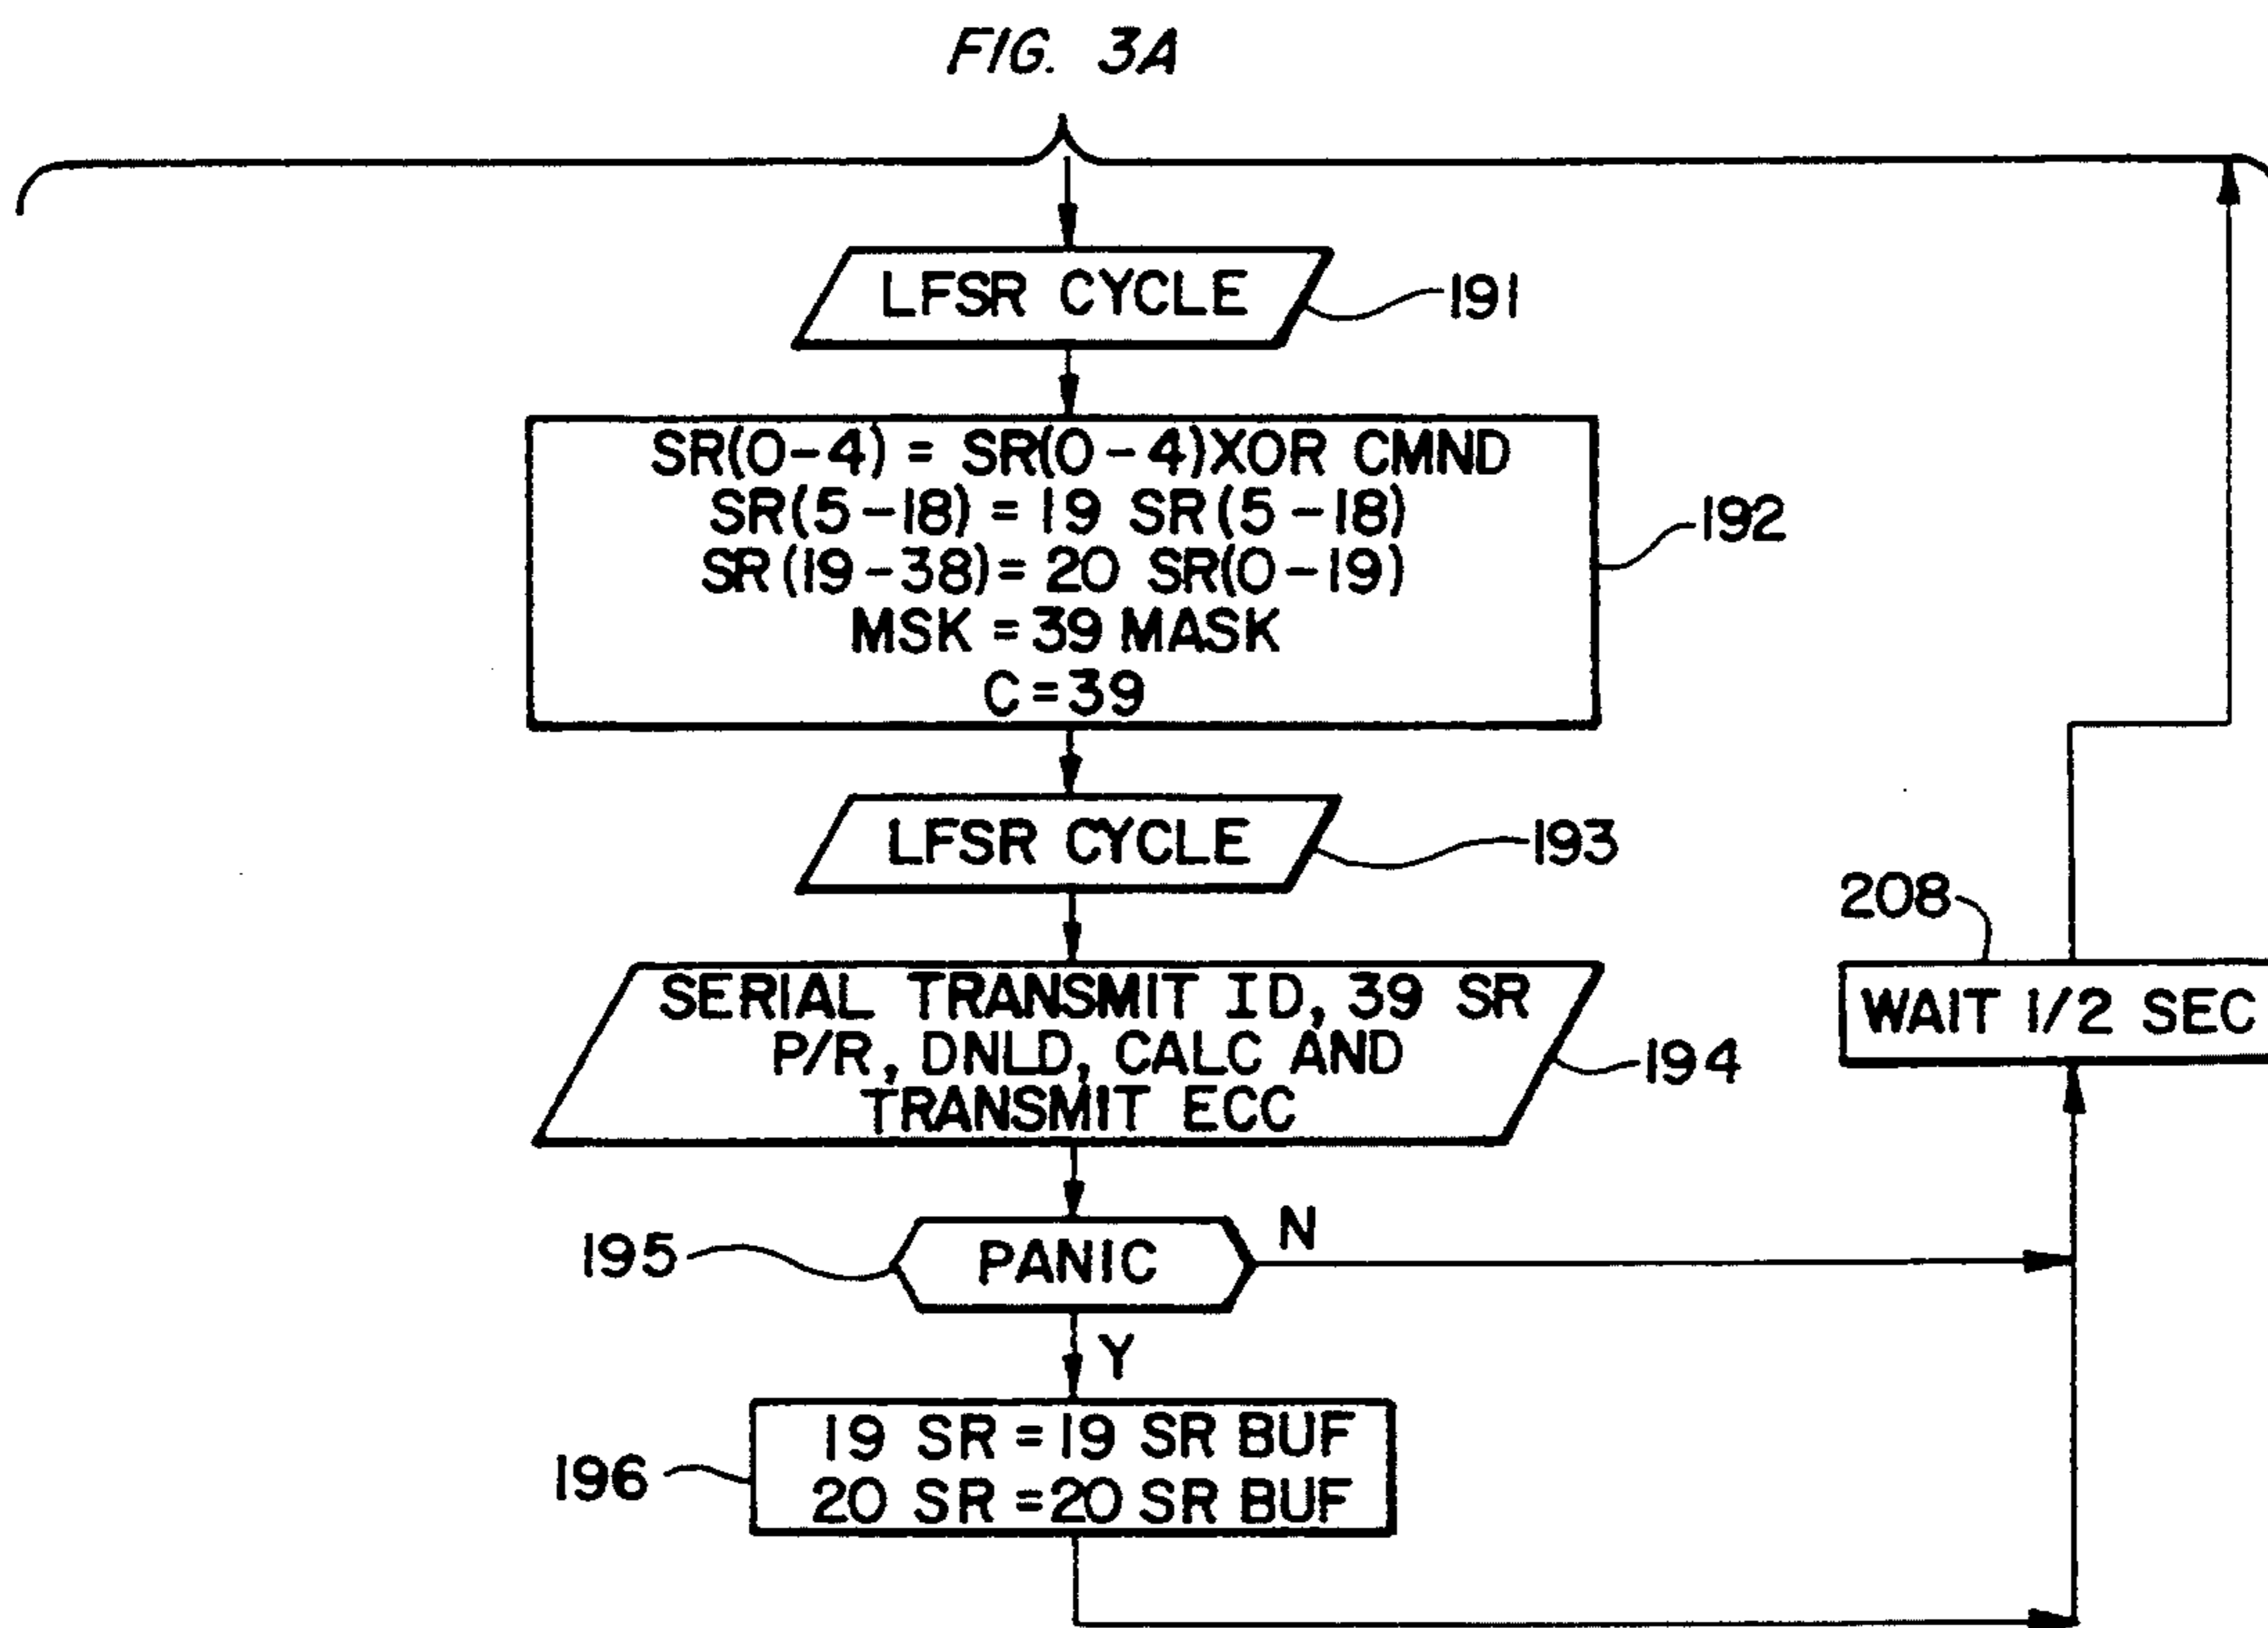 FIG. 3A
LFSR CYCLE
191
SR(0-4) = SR(0-4)XOR CMND
SR(5-18) = 19 SR(5-18)
SR(19-38) = 20 SR(0-19)
MSK = 39 MASK
C = 39
192
LFSR CYCLE
193
208
WAIT 1/2 SEC
SERIAL TRANSMIT ID, 39 SR
P/R, DNLD, CALC AND
TRANSMIT ECC
194
195
PANIC
N
Y
196
19 SR = 19 SR BUF
20 SR = 20 SR BUF